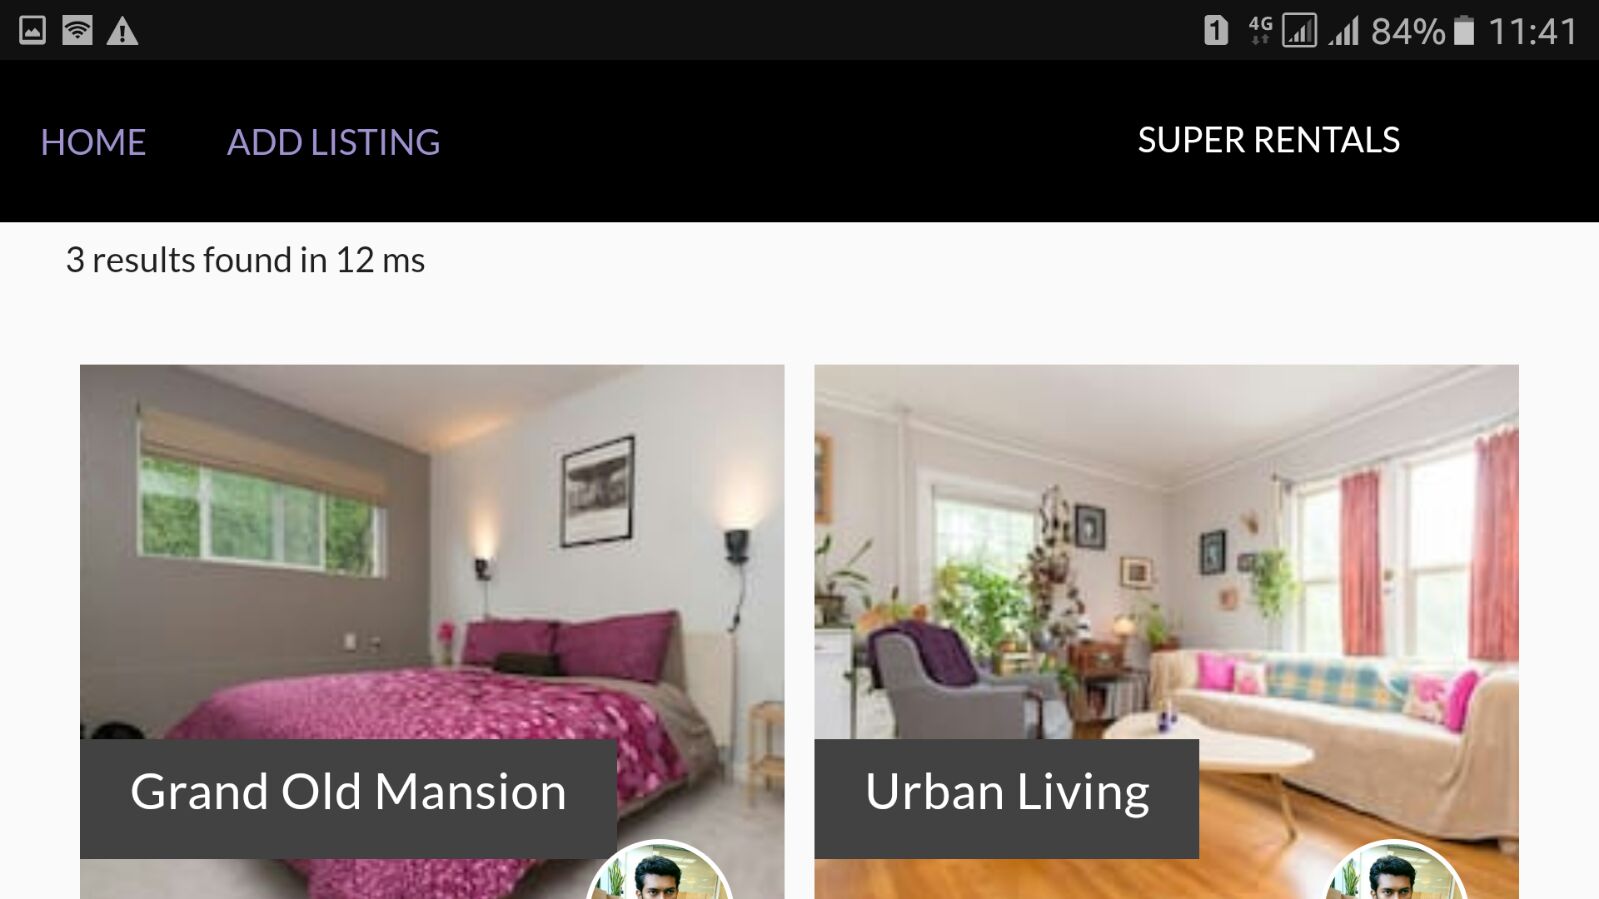 1 4G 84% 11:41
HOME ADD LISTING SUPER RENTALS
3 results found in 12 ms
Grand Old Mansion
Urban Living